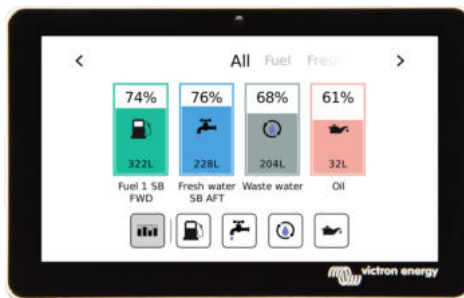 All Fuel Fresh
74% 76% 68% 61%
322L 228L 204L 32L
Fuel 1 SB Fresh water Waste water Oil
FWD SB AFT
victron energy